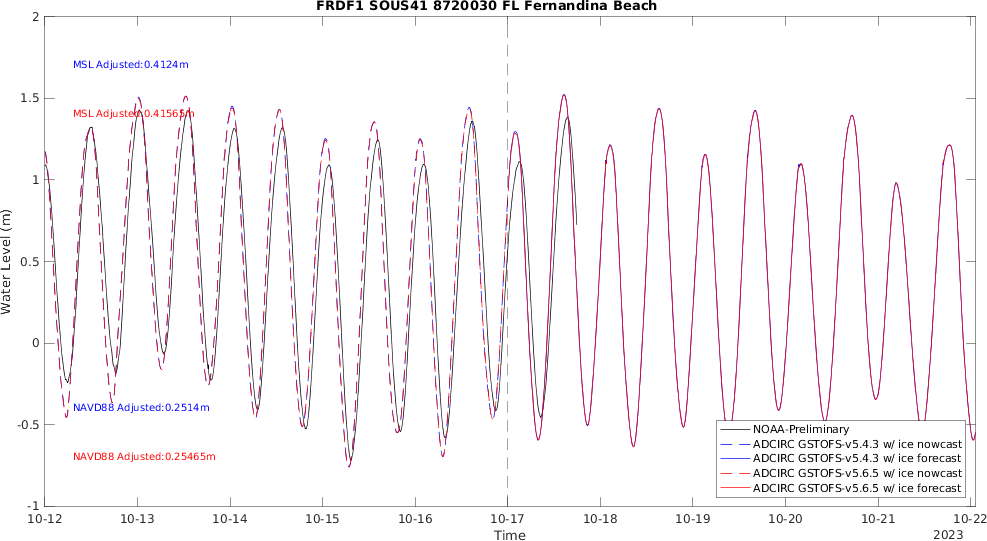 FRDF1 SOUS41 8720030 FL Fernandina Beach
2
1.5
1
0.5
0
-0.5
-1
Water Level (m)
MSL Adjusted:0.4124m
MSL Adjusted:0.41565m
NAVD88 Adjusted:0.2514m
NAVD88 Adjusted:0.25465m
NOAA-Preliminary
ADCIRC GSTOFS-v5.4.3 w/ ice nowcast
ADCIRC GSTOFS-v5.4.3 w/ ice forecast
ADCIRC GSTOFS-v5.6.5 w/ ice nowcast
ADCIRC GSTOFS-v5.6.5 w/ ice forecast
10-12 10-13 10-14 10-15 10-16 10-17 10-18 10-19 10-20 10-21 10-22
Time
2023